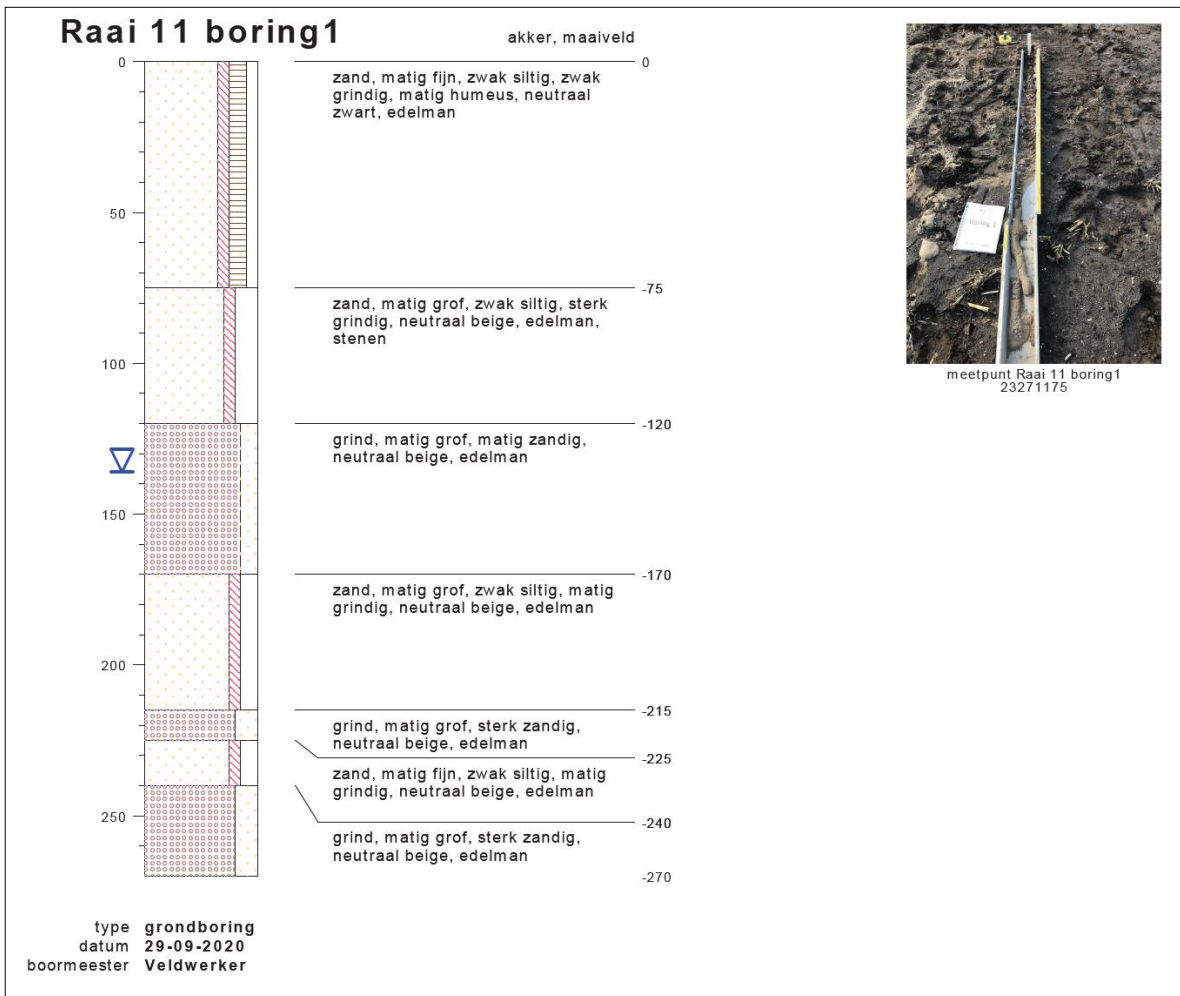 Raai 11 boring1
akker, maaiveld
0
0
zand, matig fijn, zwak siltig, zwak
grindig, matig humeus, neutraal
zwart, edelman
50
-75
zand, matig grof, zwak siltig, sterk
grindig, neutraal beige, edelman,
stenen
100
-120
grind, matig grof, matig zandig,
neutraal beige, edelman
150
-170
zand, matig grof, zwak siltig, matig
grindig, neutraal beige, edelman
200
-215
grind, matig grof, sterk zandig,
neutraal beige, edelman
-225
zand, matig fijn, zwak siltig, matig
grindig, neutraal beige, edelman
250
-240
grind, matig grof, sterk zandig,
neutraal beige, edelman
-270
type grondboring
datum 29-09-2020
boormeester Veldwerker
Boring 1
meetpunt Raai 11 boring1
23271175